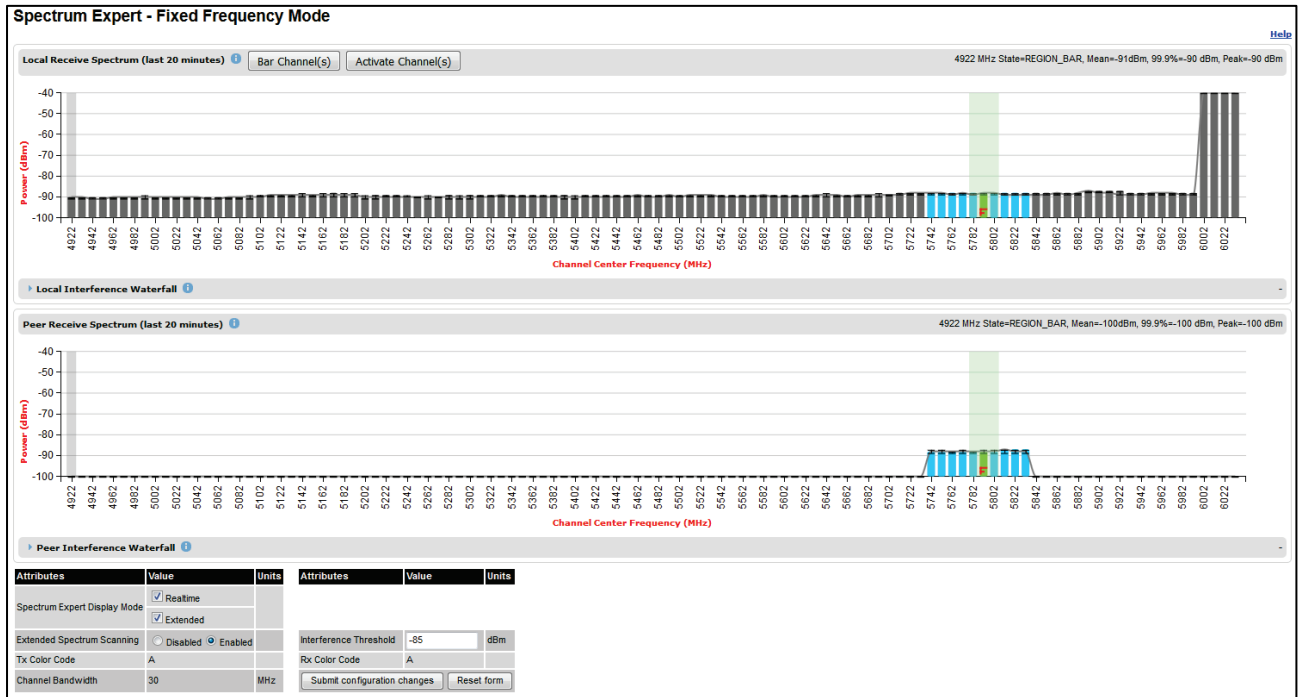 Spectrum Expert - Fixed Frequency Mode
Help
Local Receive Spectrum (last 20 minutes) i Bar Channel(s) Activate Channel(s) 4922 MHz State=REGION_BAR, Mean=-91dBm, 99.9%=-90 dBm, Peak=-90 dBm
Power (dBm)
-40
-50
-60
-70
-80
-90
-100
F
4922 4942 4962 4982 5002 5022 5042 5062 5082 5102 5122 5142 5162 5182 5202 5222 5242 5262 5282 5302 5322 5342 5362 5382 5402 5422 5442 5462 5482 5502 5522 5542 5562 5582 5602 5622 5642 5662 5682 5702 5722 5742 5762 5782 5802 5822 5842 5862 5882 5902 5922 5942 5962 5982 6002 6022
Channel Center Frequency (MHz)
Local Interference Waterfall i -
Peer Receive Spectrum (last 20 minutes) i 4922 MHz State=REGION_BAR, Mean=-100dBm, 99.9%=-100 dBm, Peak=-100 dBm
Power (dBm)
-40
-50
-60
-70
-80
-90
-100
F
4922 4942 4962 4982 5002 5022 5042 5062 5082 5102 5122 5142 5162 5182 5202 5222 5242 5262 5282 5302 5322 5342 5362 5382 5402 5422 5442 5462 5482 5502 5522 5542 5562 5582 5602 5622 5642 5662 5682 5702 5722 5742 5762 5782 5802 5822 5842 5862 5882 5902 5922 5942 5962 5982 6002 6022
Channel Center Frequency (MHz)
Peer Interference Waterfall i -
Attributes Value Units Attributes Value Units
Spectrum Expert Display Mode Realtime
Extended
Extended Spectrum Scanning Disabled Enabled Interference Threshold -85 dBm
Tx Color Code A Rx Color Code A
Channel Bandwidth 30 MHz Submit configuration changes Reset form